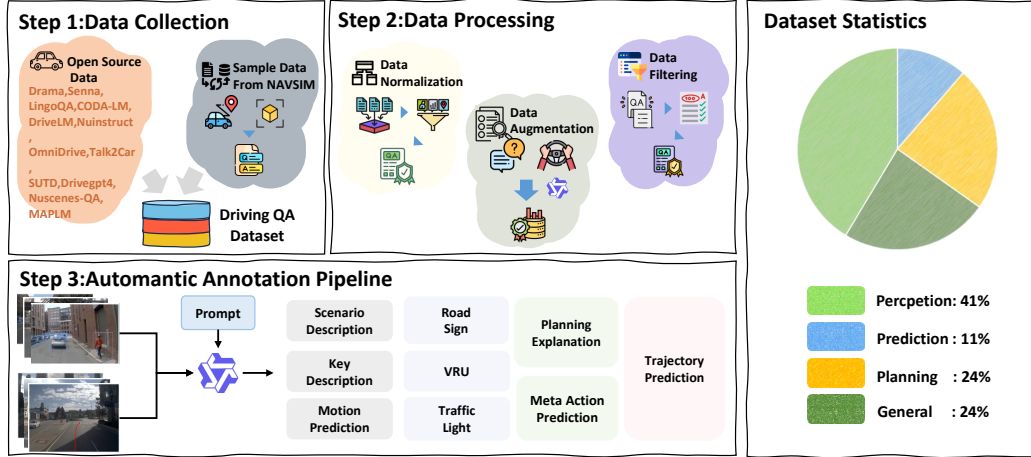 Step 1:Data Collection
Open Source
Data
Drama,Senna,
LingoQA,CODA-LM,
DriveLM,Nuinstruct
,
OmniDrive,Talk2Car
,
SUTD,Drivegpt4,
Nuscenes-QA,
MAPLM
Sample Data
From NAVSIM
Q
A
Driving QA
Dataset
Step 2:Data Processing
Data
Normalization
QA
Data
Augmentation
?
Data
Filtering
QA
100
A
QA
Step 3:Automantic Annotation Pipeline
Prompt
Scenario
Description
Key
Description
Motion
Prediction
Road
Sign
VRU
Traffic
Light
Planning
Explanation
Meta Action
Prediction
Trajectory
Prediction
Dataset Statistics
Percpetion: 41%
Prediction : 11%
Planning : 24%
General : 24%